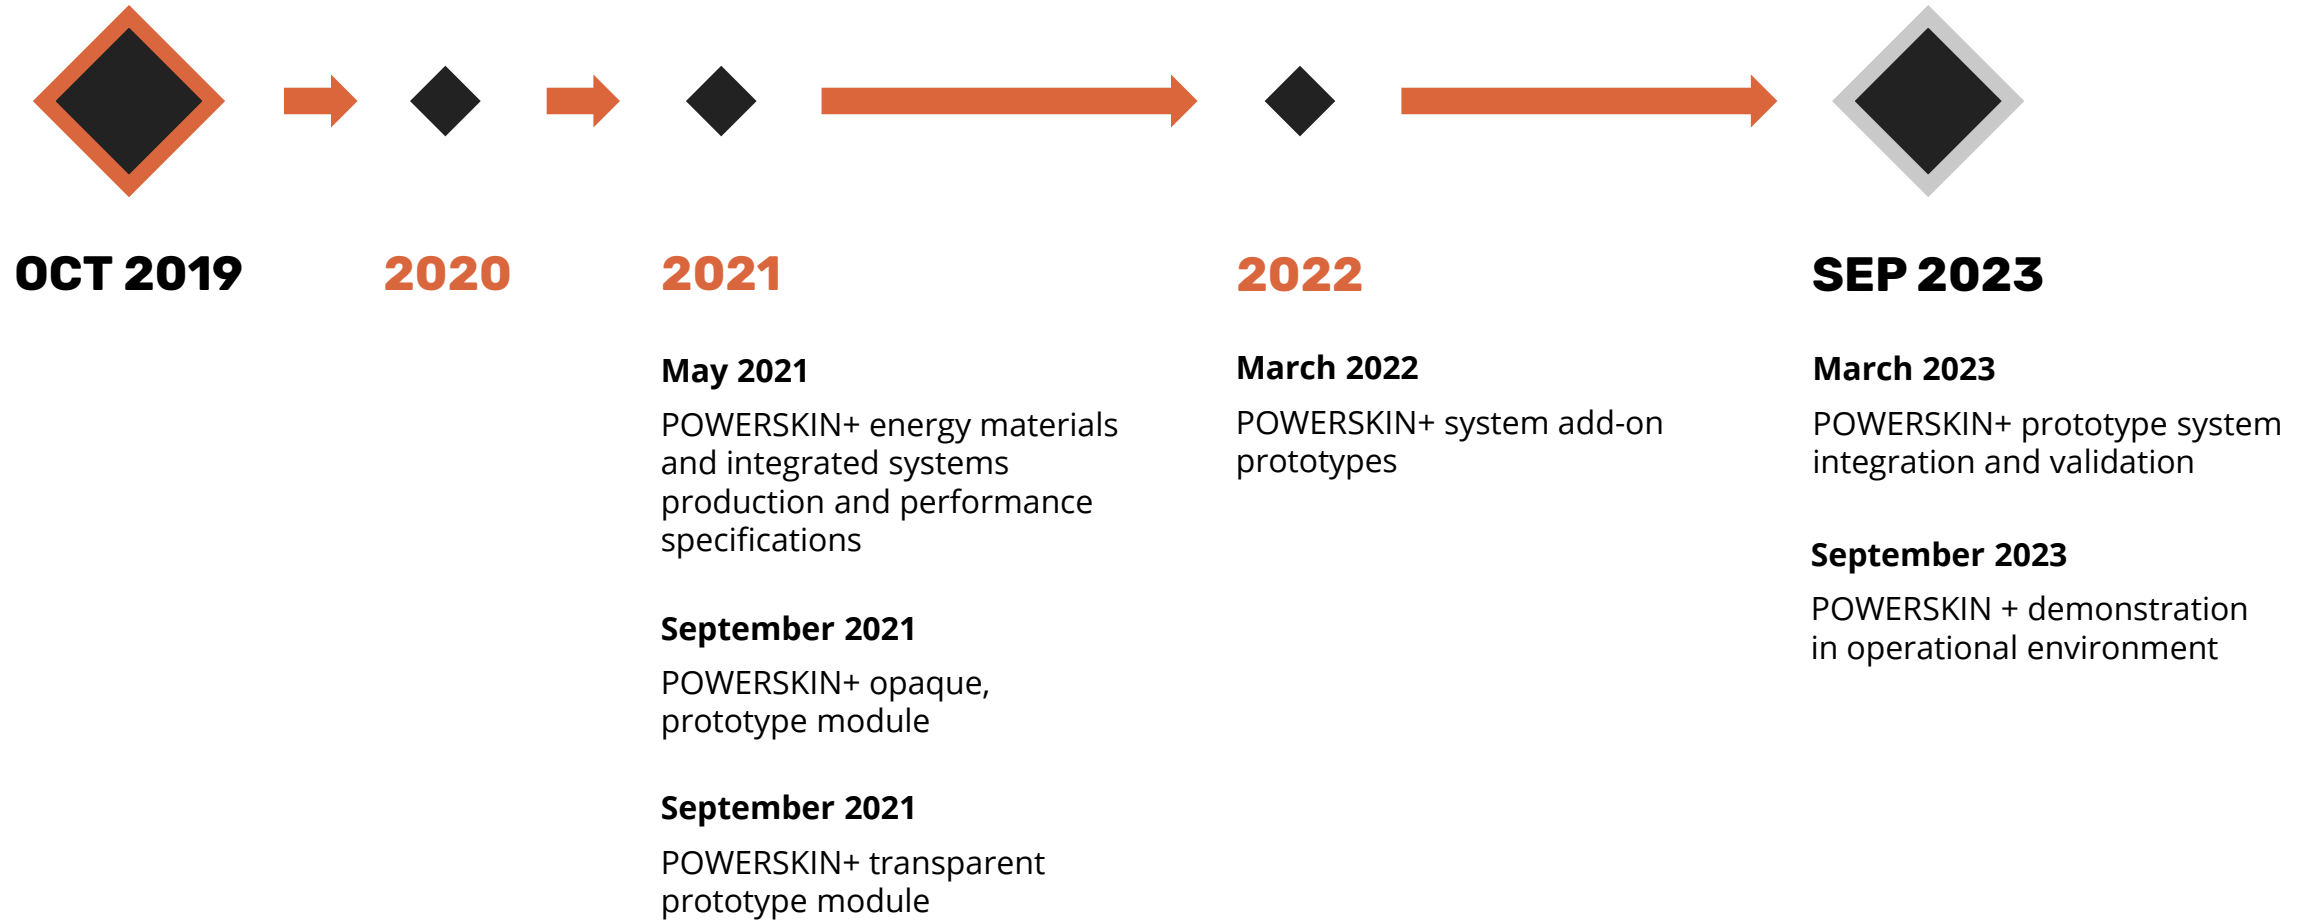 OCT 2019
2020
2021
2022
SEP 2023
May 2021
POWERSKIN+ energy materials
and integrated systems
production and performance
specifications
September 2021
POWERSKIN+ opaque,
prototype module
September 2021
POWERSKIN+ transparent
prototype module
March 2022
POWERSKIN+ system add-on
prototypes
March 2023
POWERSKIN+ prototype system
integration and validation
September 2023
POWERSKIN + demonstration
in operational environment